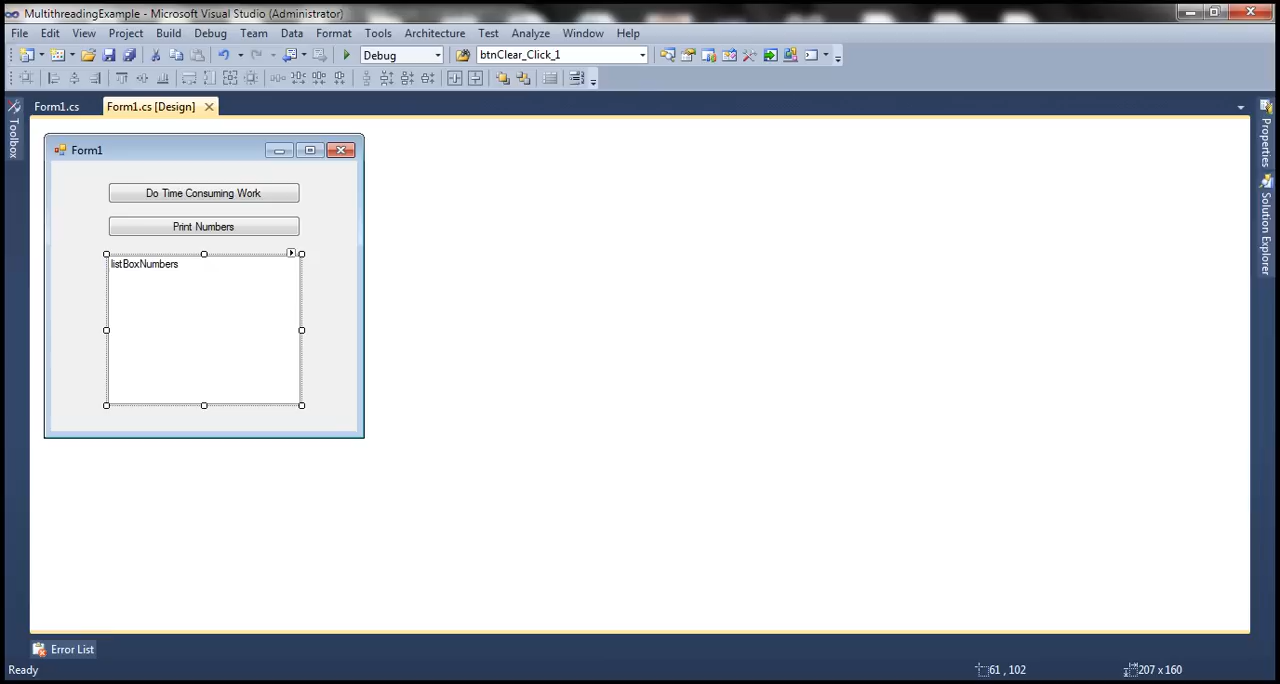 MultithreadingExample - Microsoft Visual Studio (Administrator)
File Edit View Project Build Debug Team Data Format Tools Architecture Test Analyze Window Help
Debug btnClear_Click_1
Form1.cs Form1.cs [Design]
Toolbox
Form1
Do Time Consuming Work
Print Numbers
listBoxNumbers
Properties
Solution Explorer
Error List
Ready 61 , 102 207 x 160